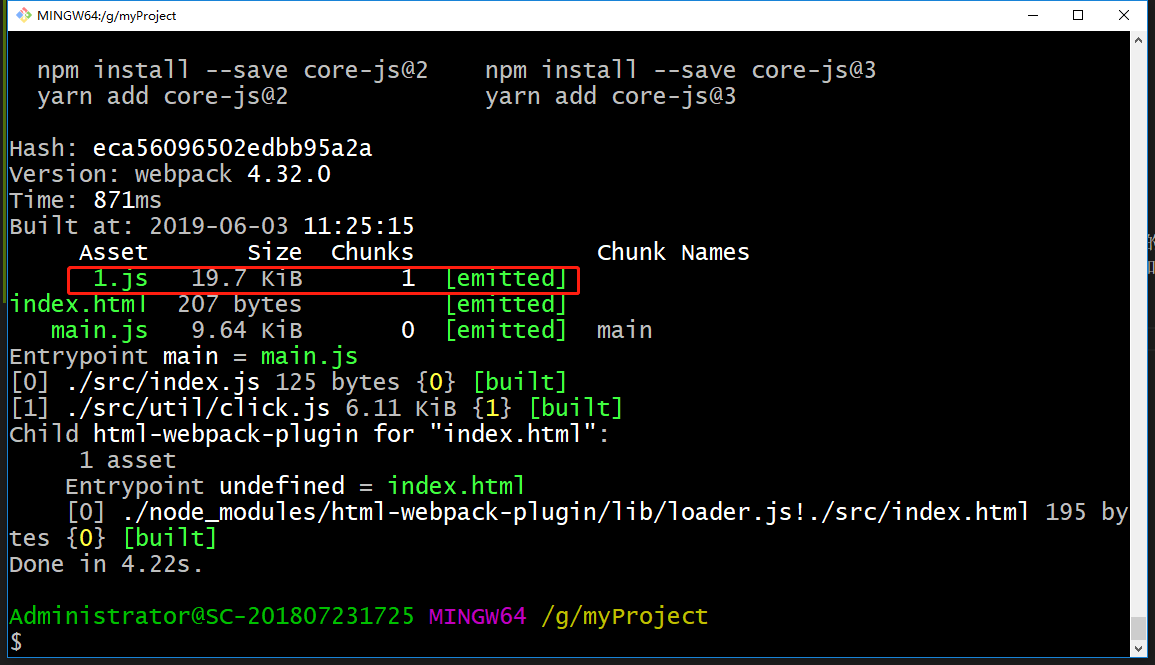 MINGW64:/g/myProject
npm install --save core-js@2    npm install --save core-js@3
yarn add core-js@2              yarn add core-js@3
Hash: eca56096502edbb95a2a
Version: webpack 4.32.0
Time: 871ms
Built at: 2019-06-03 11:25:15
Asset       Size  Chunks             Chunk Names
1.js   19.7 KiB       1  [emitted]
index.html  207 bytes          [emitted]
main.js   9.64 KiB       0  [emitted]  main
Entrypoint main = main.js
[0] ./src/index.js 125 bytes {0} [built]
[1] ./src/util/click.js 6.11 KiB {1} [built]
Child html-webpack-plugin for "index.html":
1 asset
Entrypoint undefined = index.html
[0] ./node_modules/html-webpack-plugin/lib/loader.js!./src/index.html 195 by
tes {0} [built]
Done in 4.22s.
Administrator@SC-201807231725 MINGW64 /g/myProject
$